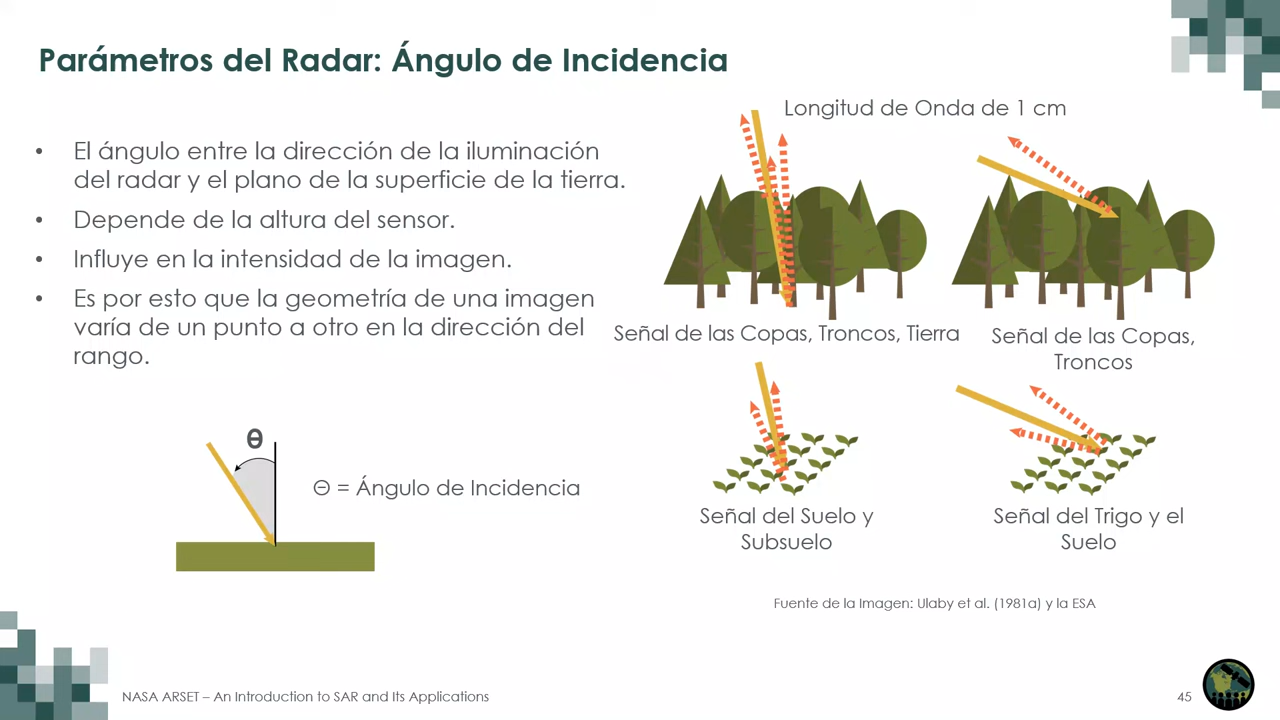 Parámetros del Radar: Ángulo de Incidencia
• El ángulo entre la dirección de la iluminación
del radar y el plano de la superficie de la tierra.
• Depende de la altura del sensor.
• Influye en la intensidad de la imagen.
• Es por esto que la geometría de una imagen
varía de un punto a otro en la dirección del
rango.
θ
Θ = Ángulo de Incidencia
Longitud de Onda de 1 cm
Señal de las Copas, Troncos, Tierra
Señal de las Copas,
Troncos
Señal del Suelo y
Subsuelo
Señal del Trigo y el
Suelo
Fuente de la Imagen: Ulaby et al. (1981a) y la ESA
NASA ARSET – An Introduction to SAR and Its Applications
45